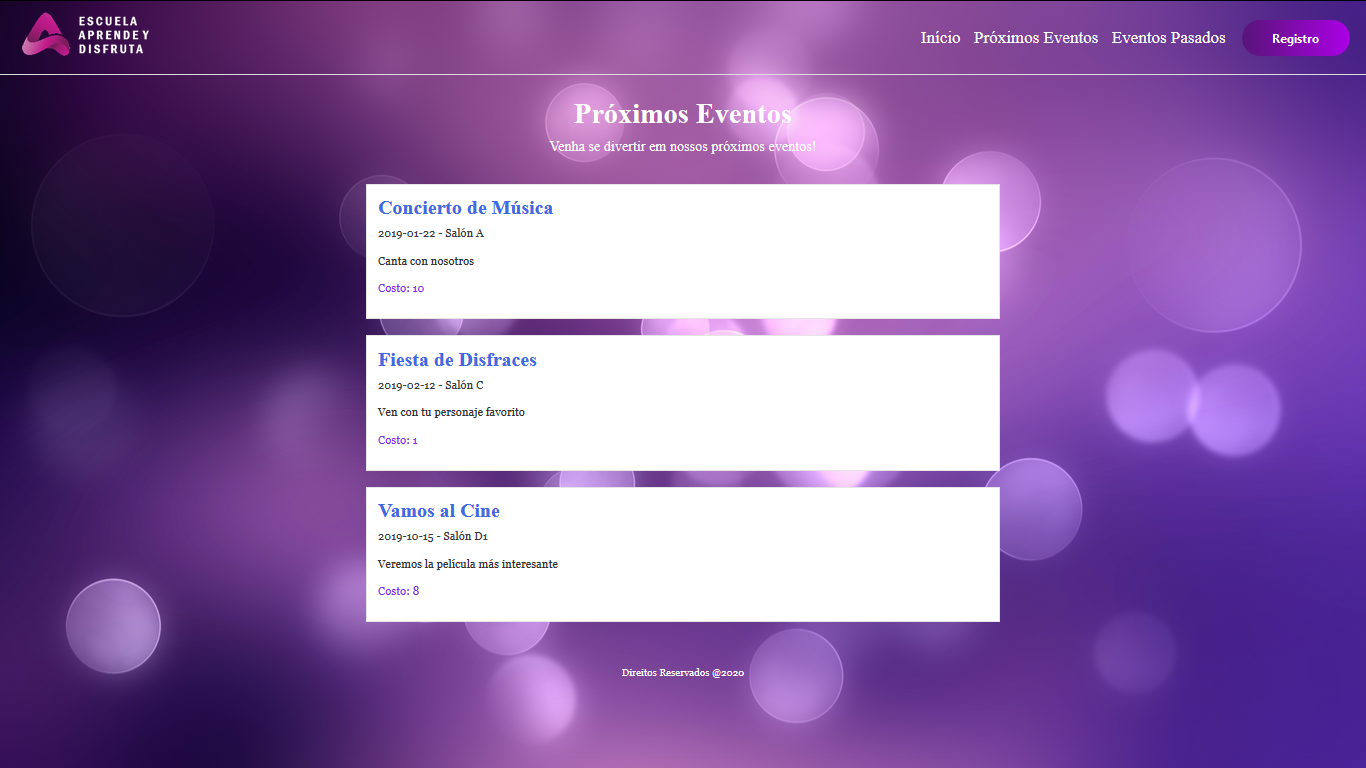 ESCUELA
APRENDE Y
DISFRUTA
Início Próximos Eventos Eventos Pasados Registro
Próximos Eventos
Venha se divertir em nossos próximos eventos!
Concierto de Música
2019-01-22 - Salón A
Canta con nosotros
Costo: 10
Fiesta de Disfraces
2019-02-12 - Salón C
Ven con tu personaje favorito
Costo: 1
Vamos al Cine
2019-10-15 - Salón D1
Veremos la película más interesante
Costo: 8
Direitos Reservados @2020